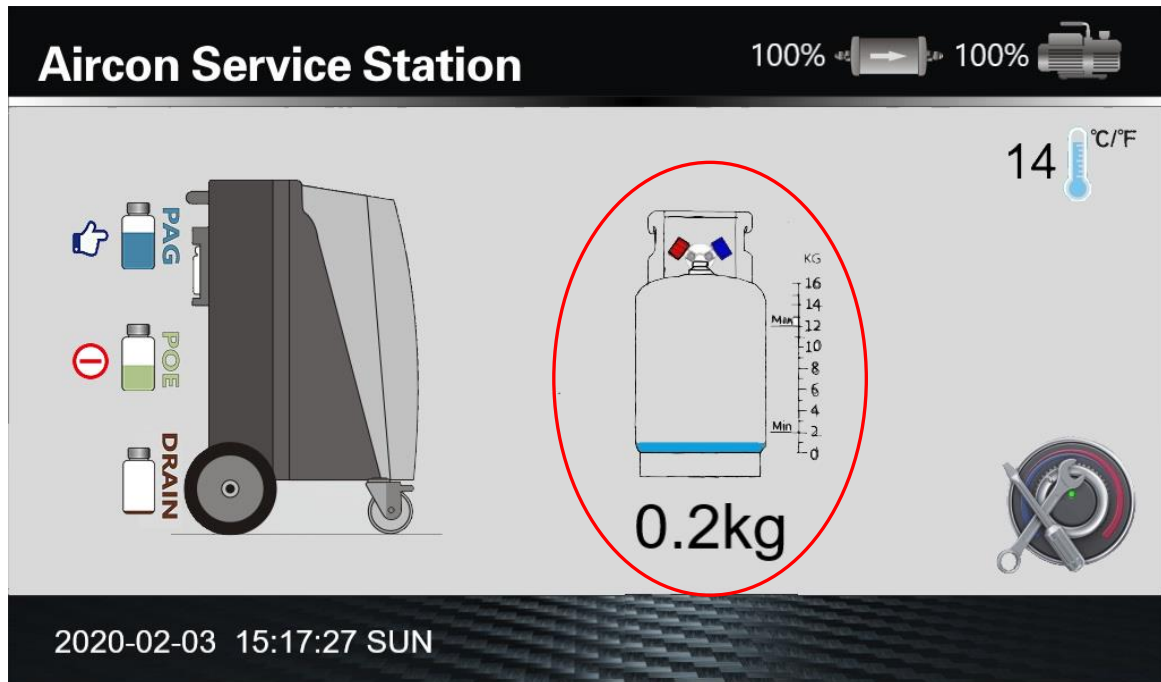 Aircon Service Station
100%
100%
14
°C/°F
PAG
POE
DRAIN
KG
16
14
Max
12
10
8
6
4
Min
2
0
0.2kg
2020-02-03 15:17:27 SUN